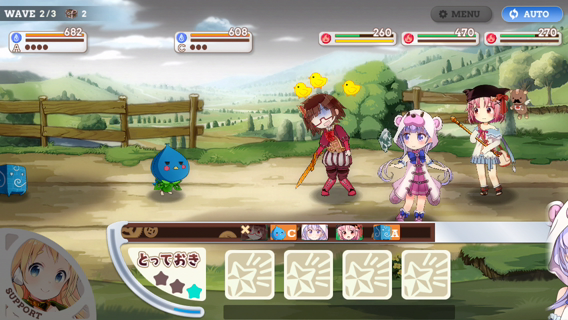 WAVE 2/3 2
MENU
AUTO
682
A
608
C
260
470
270
C
A
とっておき
SUPPORT